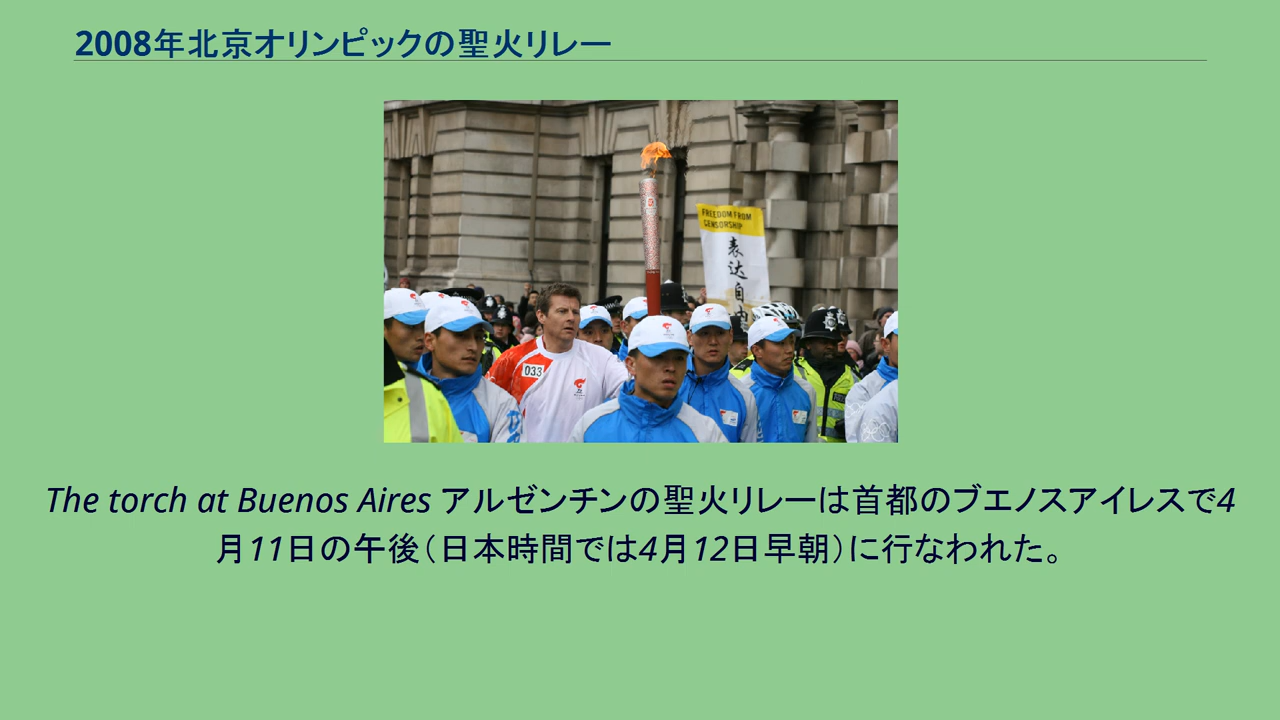 2008年北京オリンピックの聖火リレー
FREEDOM FROM
CENSORSHIP
表
达
自
033
The torch at Buenos Aires アルゼンチンの聖火リレーは首都のブエノスアイレスで4
月11日の午後（日本時間では4月12日早朝）に行なわれた。